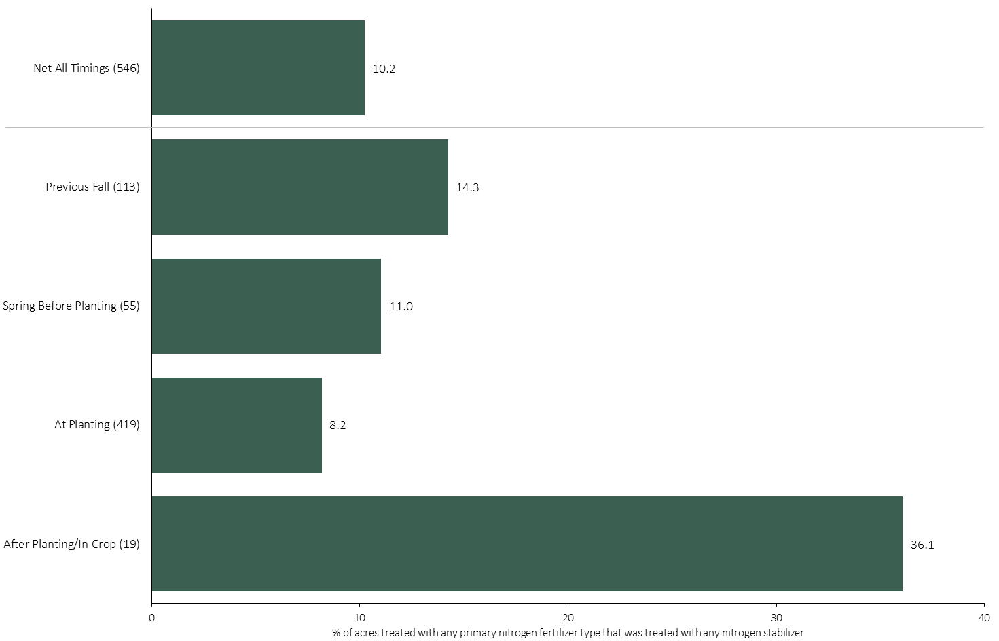 Net All Timings (546)
10.2
Previous Fall (113)
14.3
Spring Before Planting (55)
11.0
At Planting (419)
8.2
After Planting/In-Crop (19)
36.1
0 10 20 30 40
% of acres treated with any primary nitrogen fertilizer type that was treated with any nitrogen stabilizer